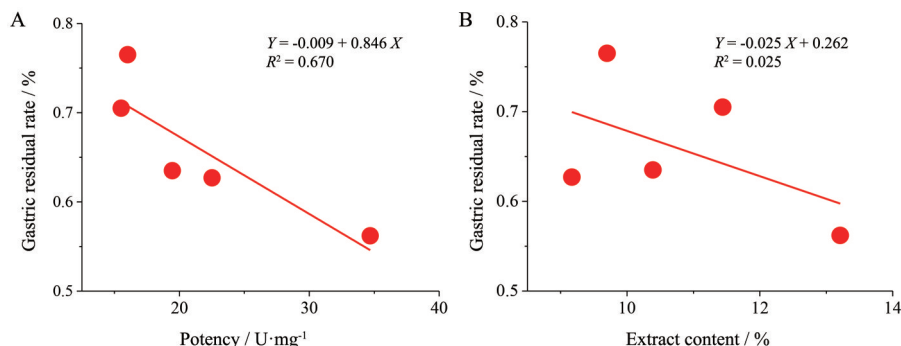 A
Y = -0.009 + 0.846 X
R² = 0.670
Gastric residual rate / %
0.8
0.7
0.6
0.5
20
30
40
Potency / U·mg⁻¹
B
Y = -0.025 X + 0.262
R² = 0.025
Gastric residual rate / %
0.8
0.7
0.6
0.5
10
12
14
Extract content / %